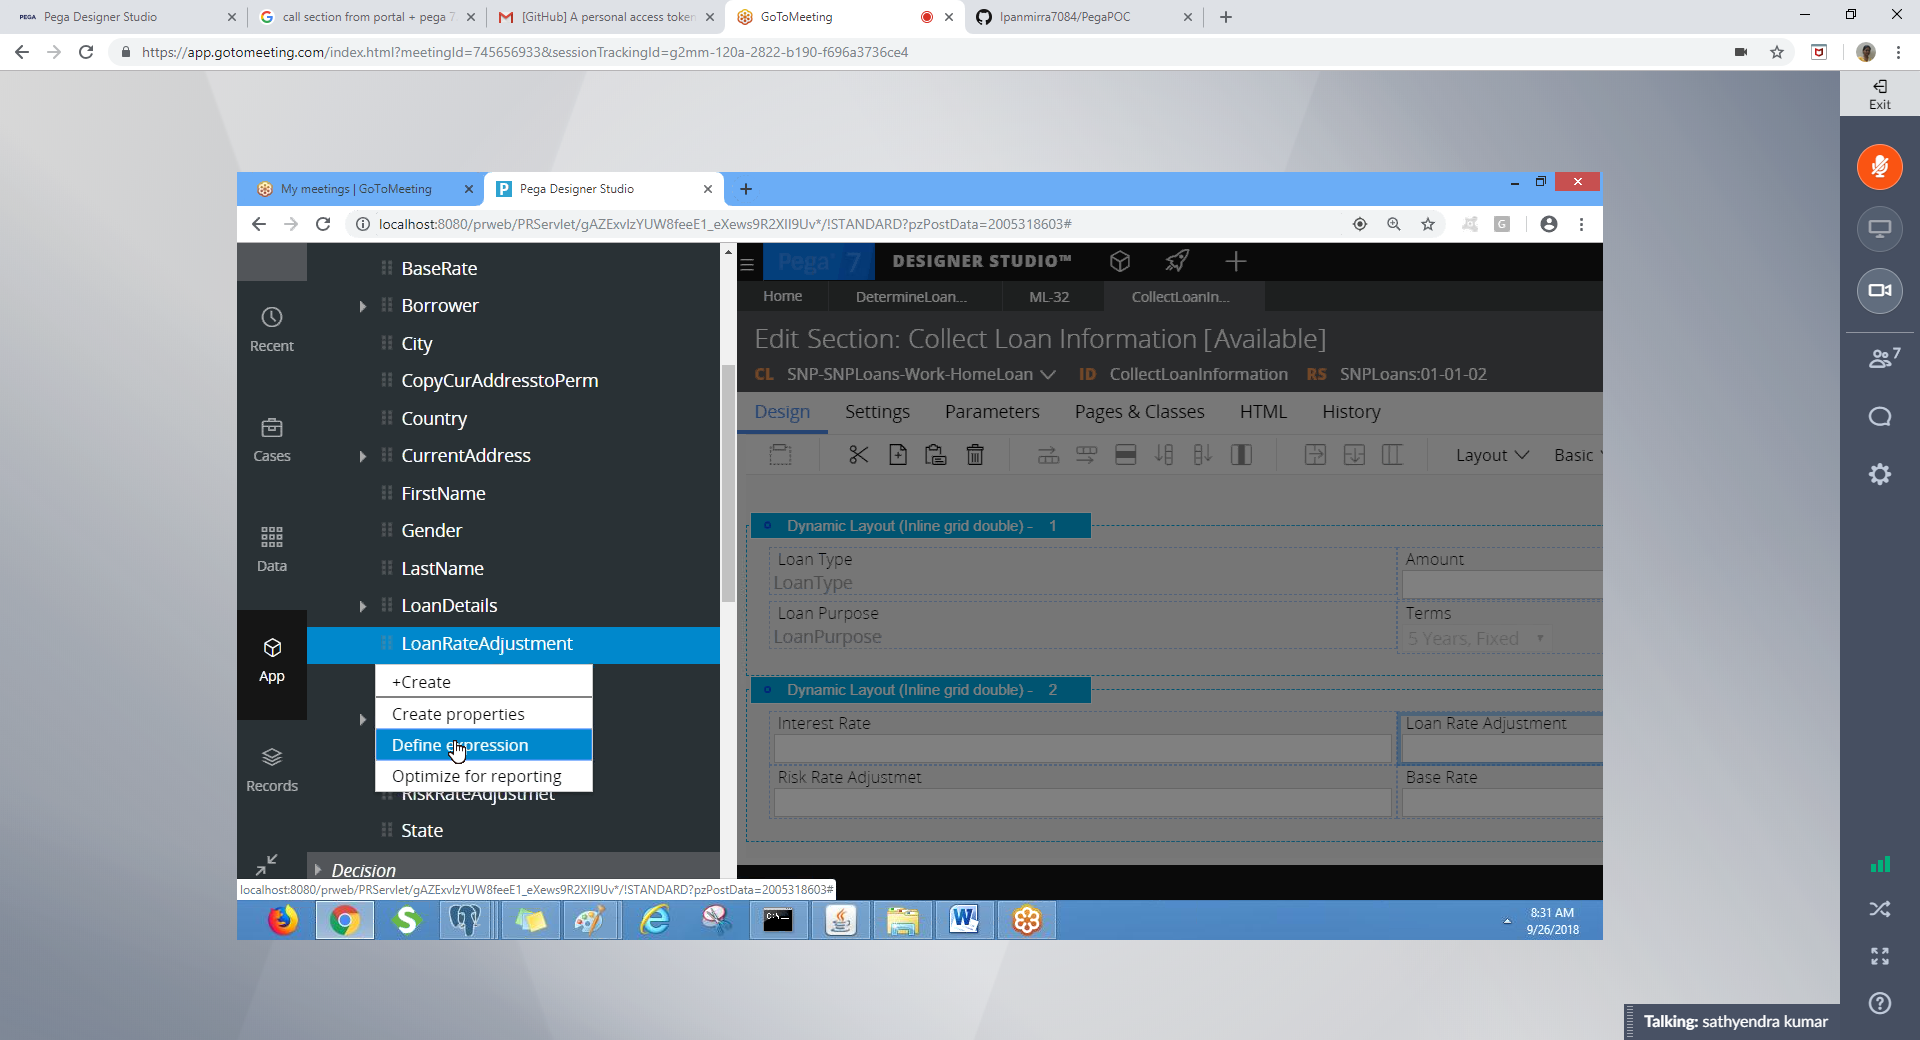 Pega Designer Studio
call section from portal + pega 7
[GitHub] A personal access token
GoToMeeting
lpanmirra7084/PegaPOC
https://app.gotomeeting.com/index.html?meetingId=745656933&sessionTrackingId=g2mm-120a-2822-b190-f696a3736ce4
Exit
My meetings | GoToMeeting
Pega Designer Studio
localhost:8080/prweb/PRServlet/gAZExvlzYUW8feeE1_eXews9R2XII9Uv*/!STANDARD?pzPostData=2005318603#
Recent
Cases
Data
App
Records
BaseRate
Borrower
City
CopyCurAddresstoPerm
Country
CurrentAddress
FirstName
Gender
LastName
LoanDetails
LoanRateAdjustment
+Create
Create properties
Define expression
Optimize for reporting
RiskRateAdjustmet
State
Decision
Pega 7
DESIGNER STUDIO™
Home
DetermineLoan...
ML-32
CollectLoanIn...
Edit Section: Collect Loan Information [Available]
CL SNP-SNPLoans-Work-HomeLoan ID CollectLoanInformation RS SNPLoans:01-01-02
Design Settings Parameters Pages & Classes HTML History
Layout Basic
Dynamic Layout (Inline grid double) - 1
Loan Type
LoanType
Amount
Loan Purpose
LoanPurpose
Terms
5 Years, Fixed
Dynamic Layout (Inline grid double) - 2
Interest Rate
Loan Rate Adjustment
Risk Rate Adjustmet
Base Rate
localhost:8080/prweb/PRServlet/gAZExvlzYUW8feeE1_eXews9R2XII9Uv*/!STANDARD?pzPostData=2005318603#
8:31 AM
9/26/2018
7
Talking: sathyendra kumar